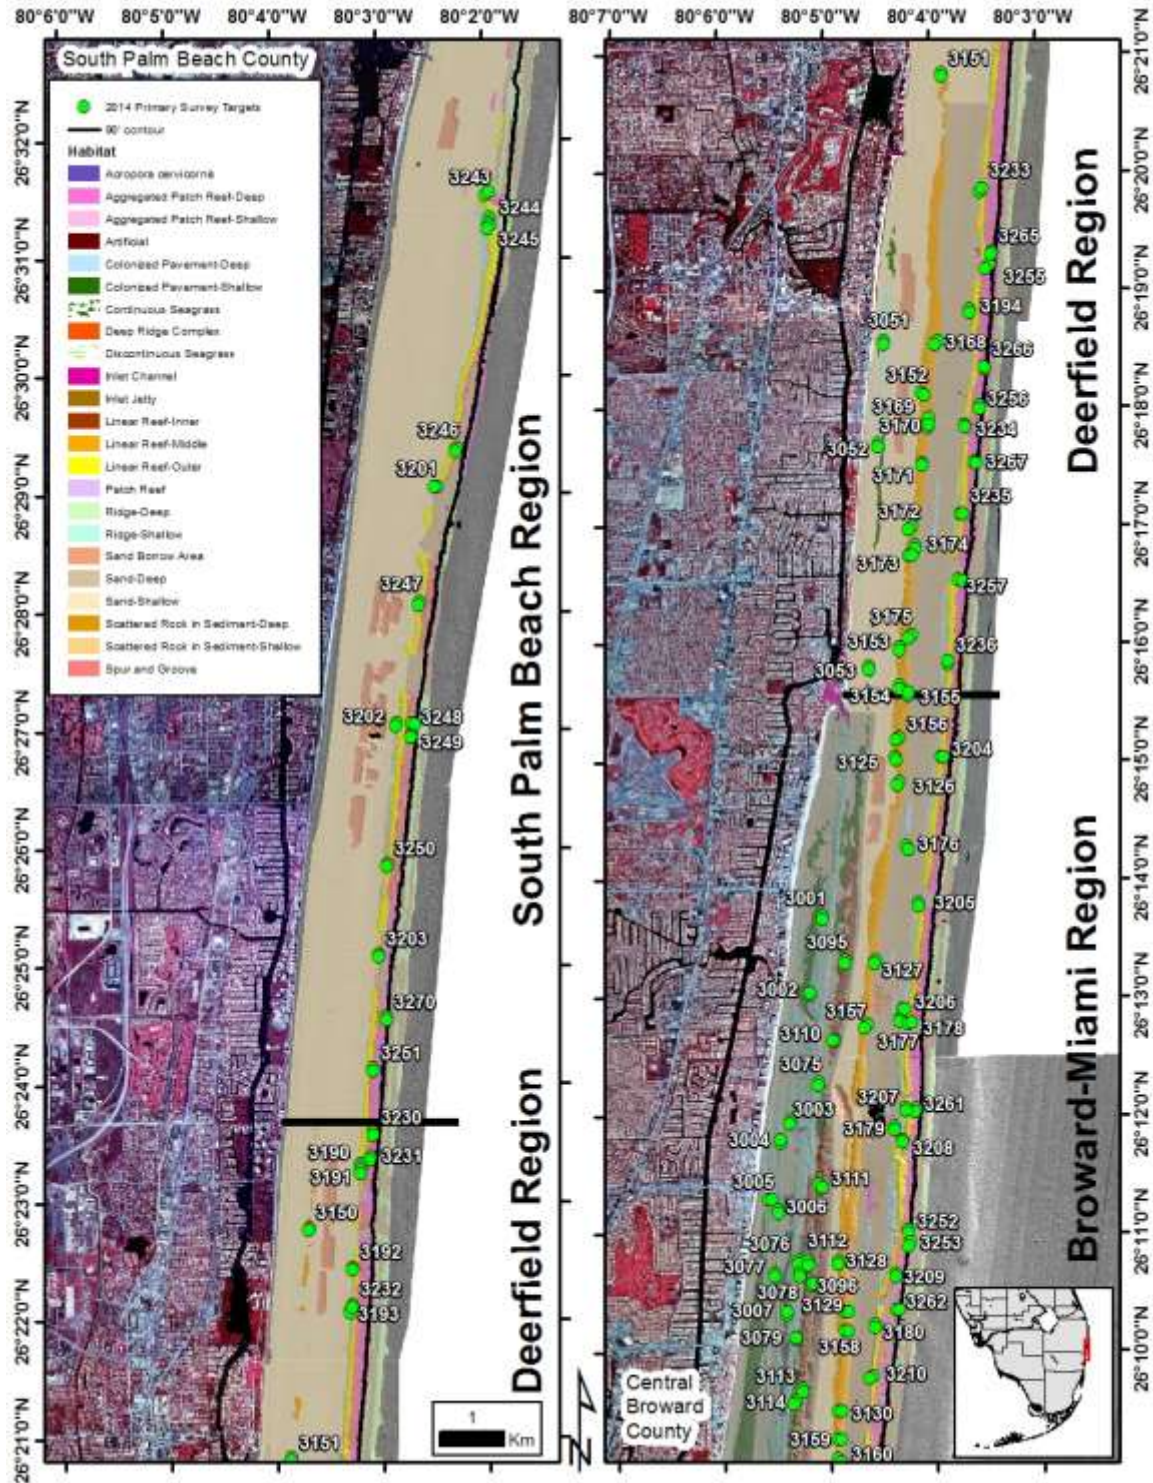 80°6'0"W 80°5'0"W 80°4'0"W 80°3'0"W 80°2'0"W
80°7'0"W 80°6'0"W 80°5'0"W 80°4'0"W 80°3'0"W
South Palm Beach County
2014 Primary Survey Targets
90' contour
Habitat
Acropora cervicornis
Aggregated Patch Reef-Deep
Aggregated Patch Reef-Shallow
Artificial
Colonized Pavement-Deep
Colonized Pavement-Shallow
Continuous Seagrass
Deep Ridge Complex
Discontinuous Seagrass
Inlet Channel
Inlet Jetty
Linear Reef-Inner
Linear Reef-Middle
Linear Reef-Outer
Patch Reef
Ridge-Deep
Ridge-Shallow
Sand Borrow Area
Sand-Deep
Sand-Shallow
Scattered Rock in Sediment-Deep
Scattered Rock in Sediment-Shallow
Spur and Groove
26°32'0"N
26°31'0"N
26°30'0"N
26°29'0"N
26°28'0"N
26°27'0"N
26°26'0"N
26°25'0"N
26°24'0"N
26°23'0"N
26°22'0"N
26°21'0"N
3243
3244
3245
3246
3201
3247
3202 3248
3249
3250
3203
3270
3251
3230
3190 3231
3191
3150
3192
3232
3193
3151
South Palm Beach Region
Deerfield Region
1
Km
N
3151
3233
3265
3255
3194
3051 3168
3266
3152
3256
3169
3170 3234
3052
3171 3267
3235
3172
3174
3173
3257
3175
3153 3236
3053
3154 3155
3156
3125 3204
3126
3176
3001 3205
3095
3127
3002
3157 3206
3178
3110 3177
3075
3207 3261
3003
3179
3004 3208
3111
3005
3006
3252
3112 3253
3076
3128
3077 3209
3096
3078 3262
3007 3129
3180
3079 3158
3210
3113
3114
3130
3159
3160
Deerfield Region
Broward-Miami Region
Central
Broward
County
26°21'0"N
26°20'0"N
26°19'0"N
26°18'0"N
26°17'0"N
26°16'0"N
26°15'0"N
26°14'0"N
26°13'0"N
26°12'0"N
26°11'0"N
26°10'0"N